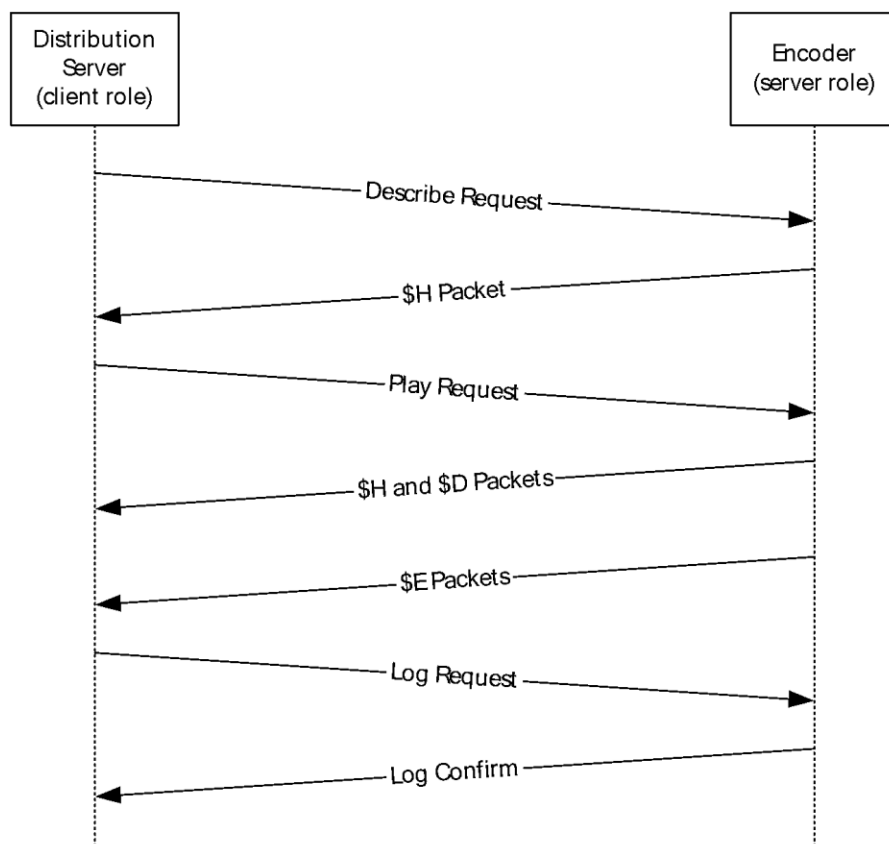 Distribution
Server
(client role)
Encoder
(server role)
Describe Request
$H Packet
Play Request
$H and $D Packets
$E Packets
Log Request
Log Confirm